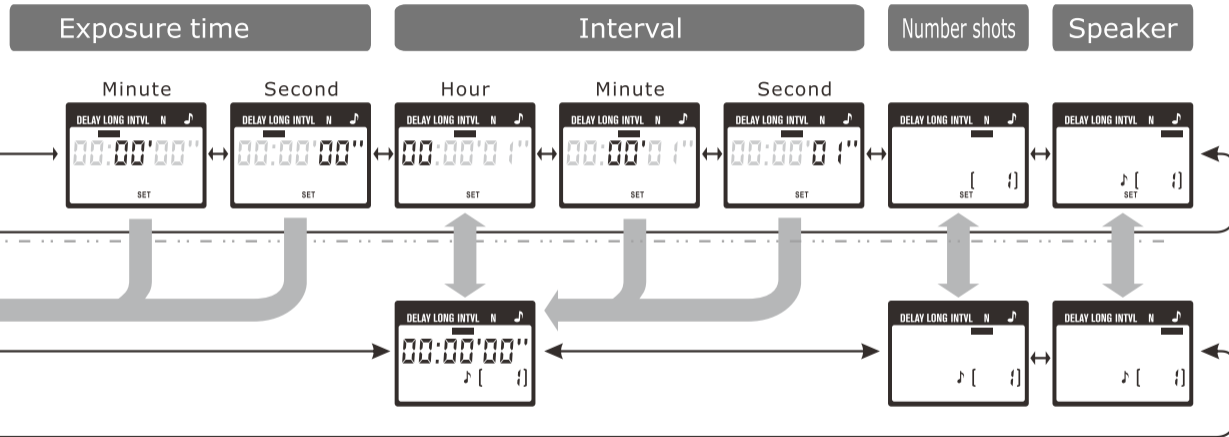 Exposure time Interval Number shots Speaker
Minute Second Hour Minute Second
DELAY LONG INTVL N ♪ DELAY LONG INTVL N ♪ DELAY LONG INTVL N ♪ DELAY LONG INTVL N ♪ DELAY LONG INTVL N ♪ DELAY LONG INTVL N ♪ DELAY LONG INTVL N ♪
00:00'00" 00:00'00" 00:00'01" 00:00'01" 00:00'01"
[ 1] ♪ [ 1]
SET SET SET SET SET SET SET
DELAY LONG INTVL N ♪ DELAY LONG INTVL N ♪ DELAY LONG INTVL N ♪
00:00'00"
♪ [ 1] ♪ [ 1] ♪ [ 1]